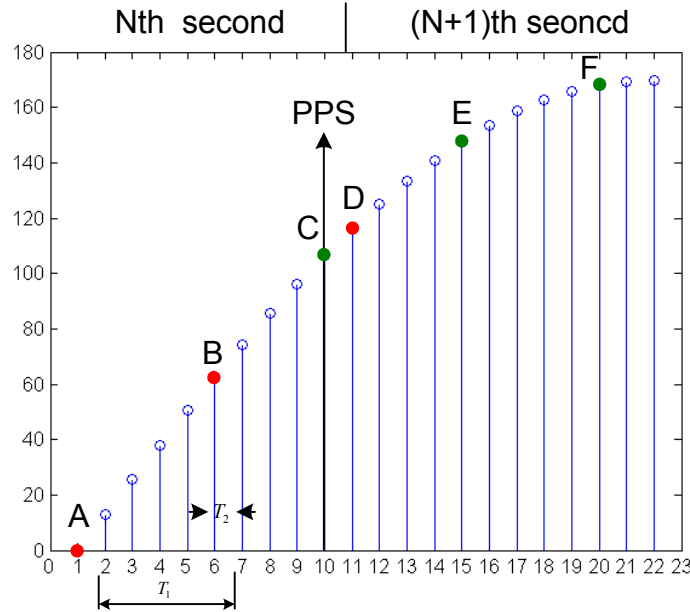 Nth second
(N+1)th seoncd
180
160
140
120
100
80
60
40
20
0
PPS
A
B
C
D
E
F
T2
0 1 2 3 4 5 6 7 8 9 10 11 12 13 14 15 16 17 18 19 20 21 22 23
T1